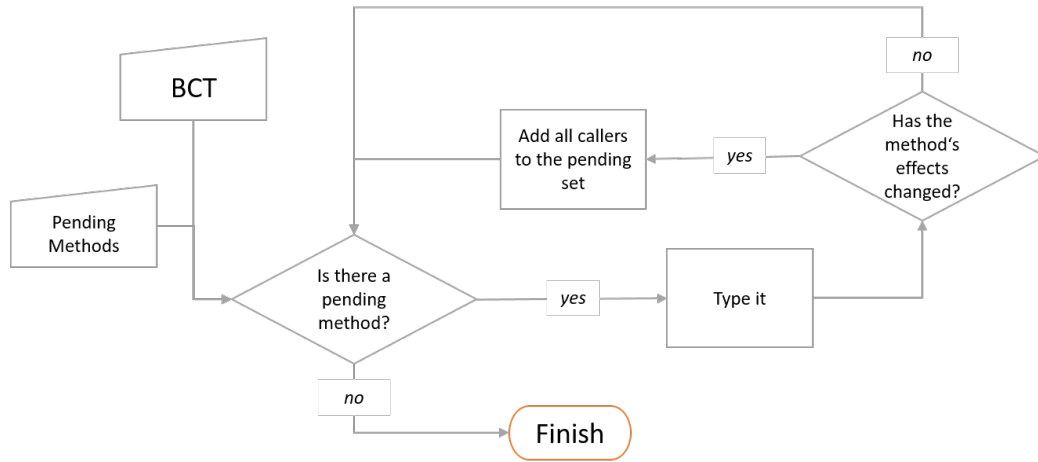 BCT
Pending
Methods
Is there a
pending
method?
yes
Type it
Has the
method‘s
effects
changed?
yes
Add all callers
to the pending
set
no
no
Finish